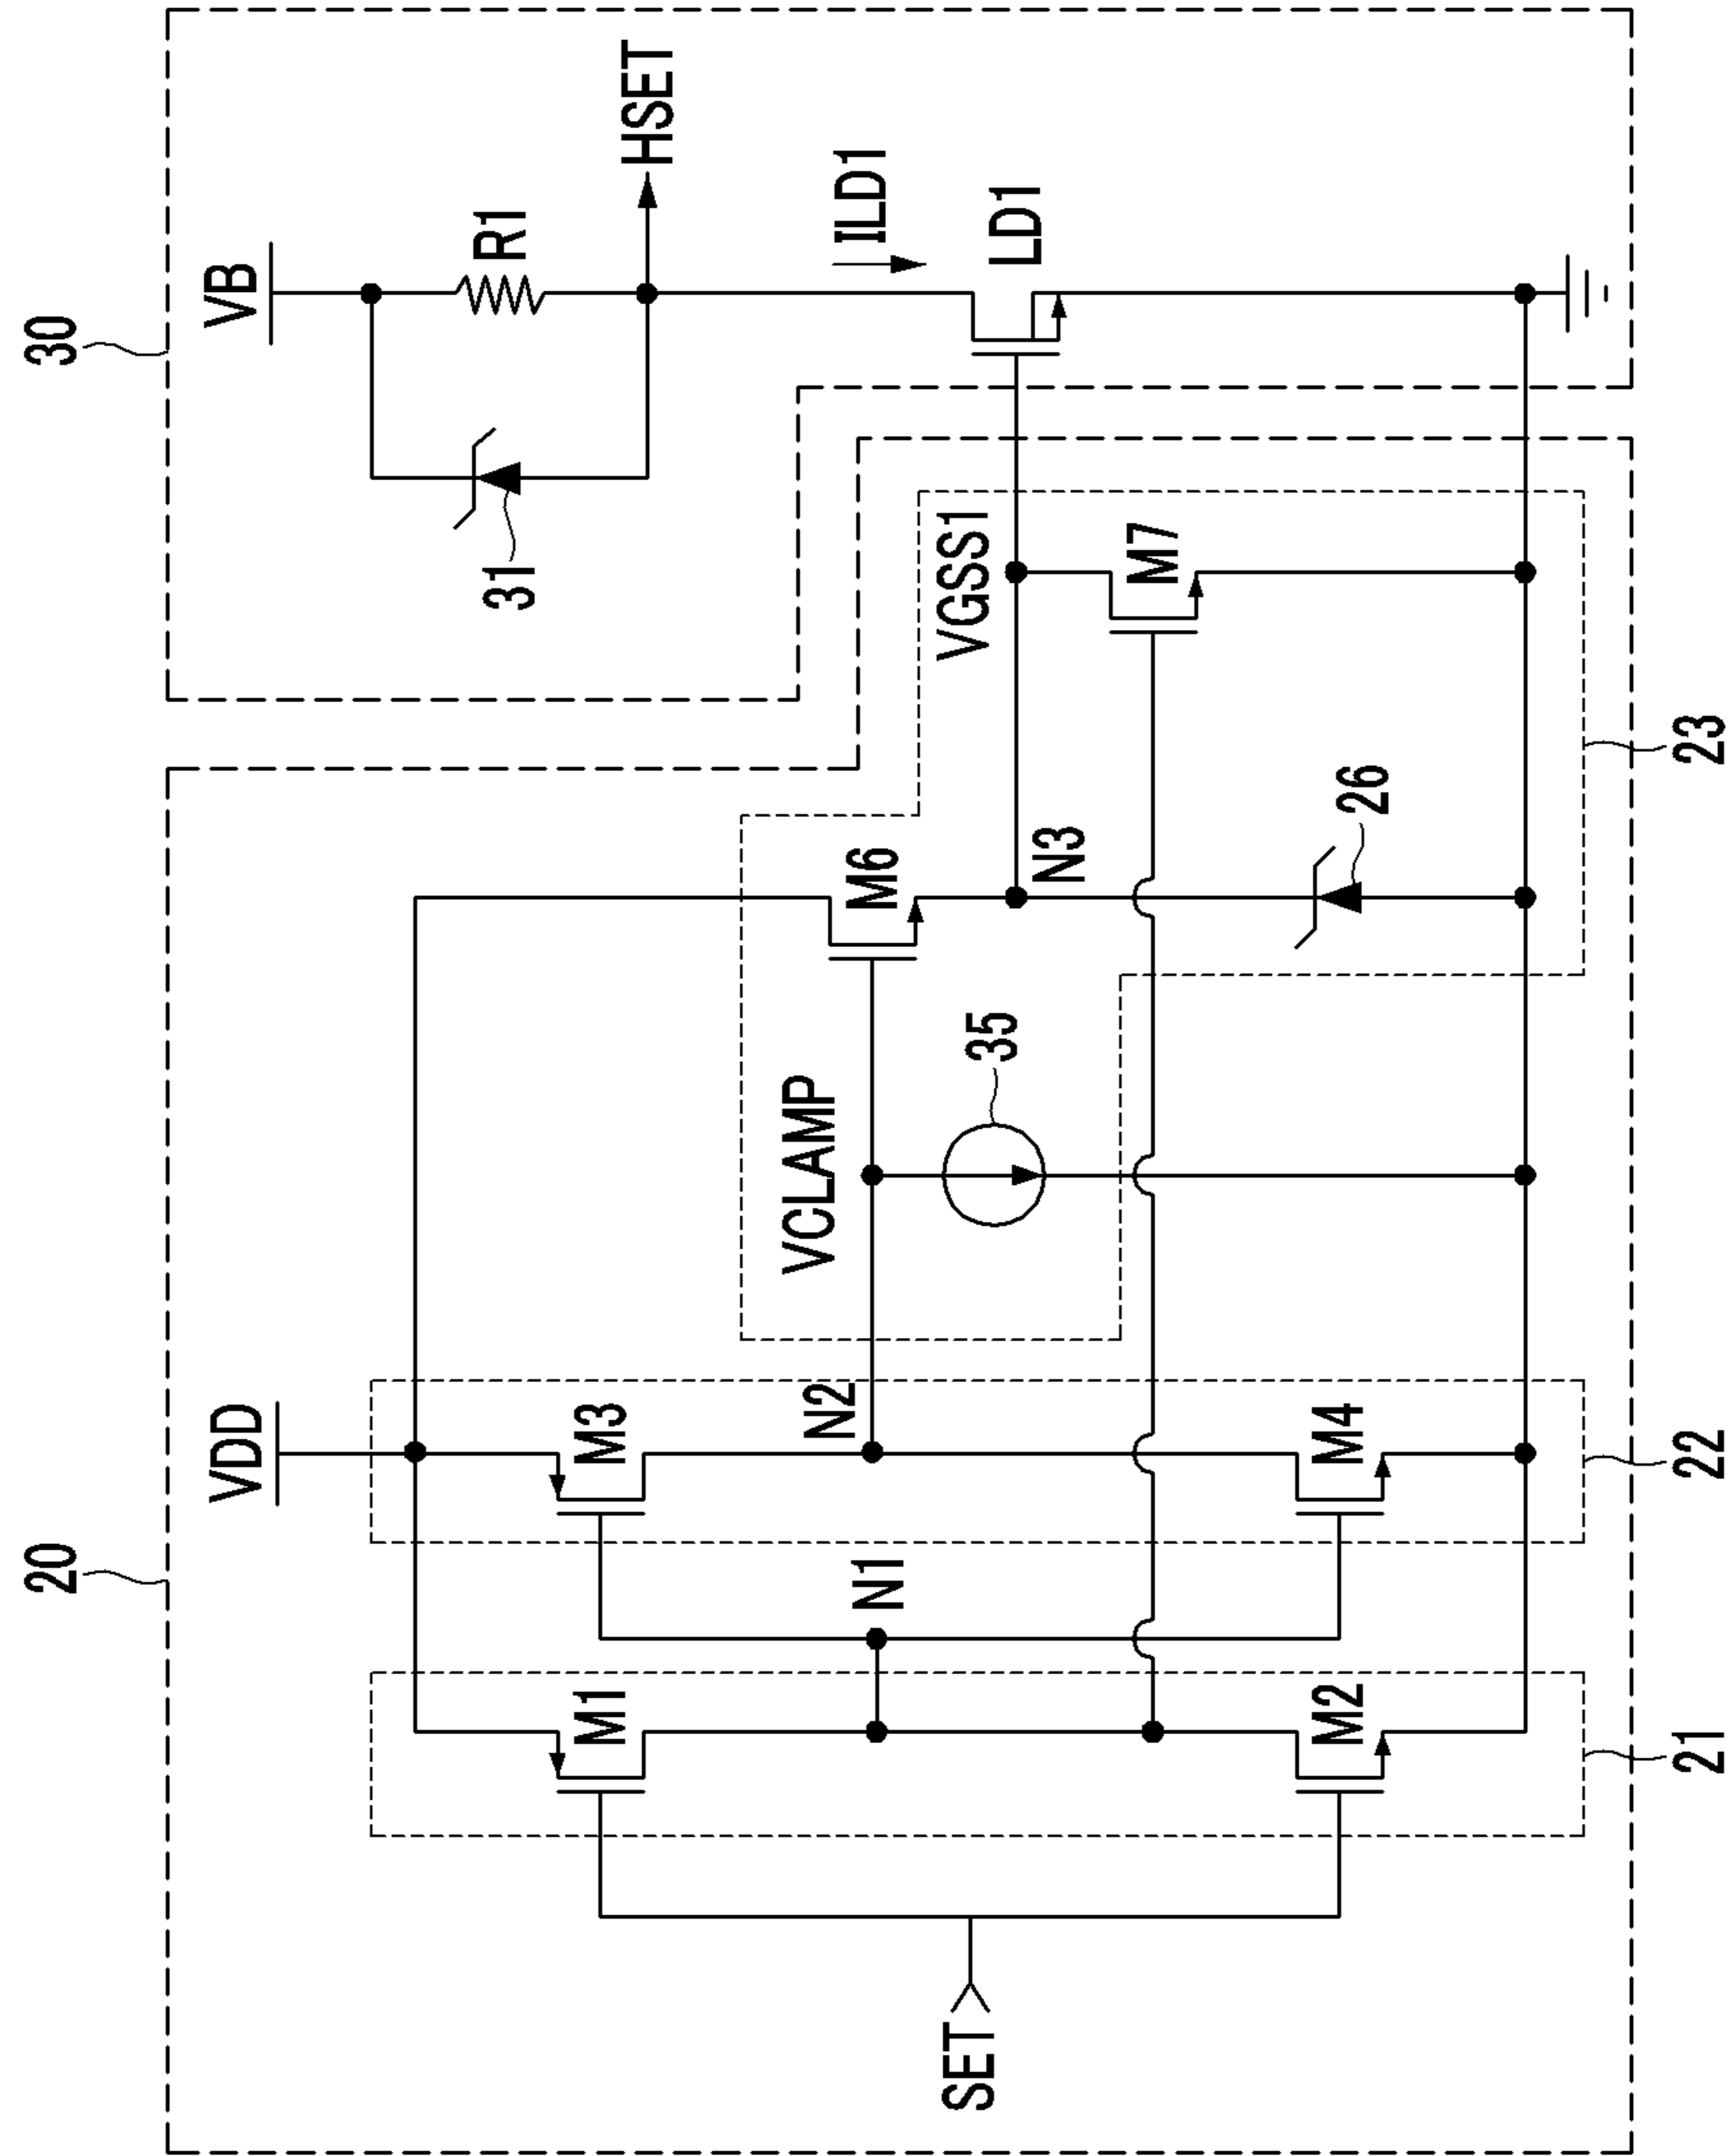 20
30
VDD
VB
31
R1
HSET
M1
M3
M6
ILD1
VCLAMP
N2
VGSS1
LD1
SET
N1
35
N3
M7
M2
M4
26
21
22
23